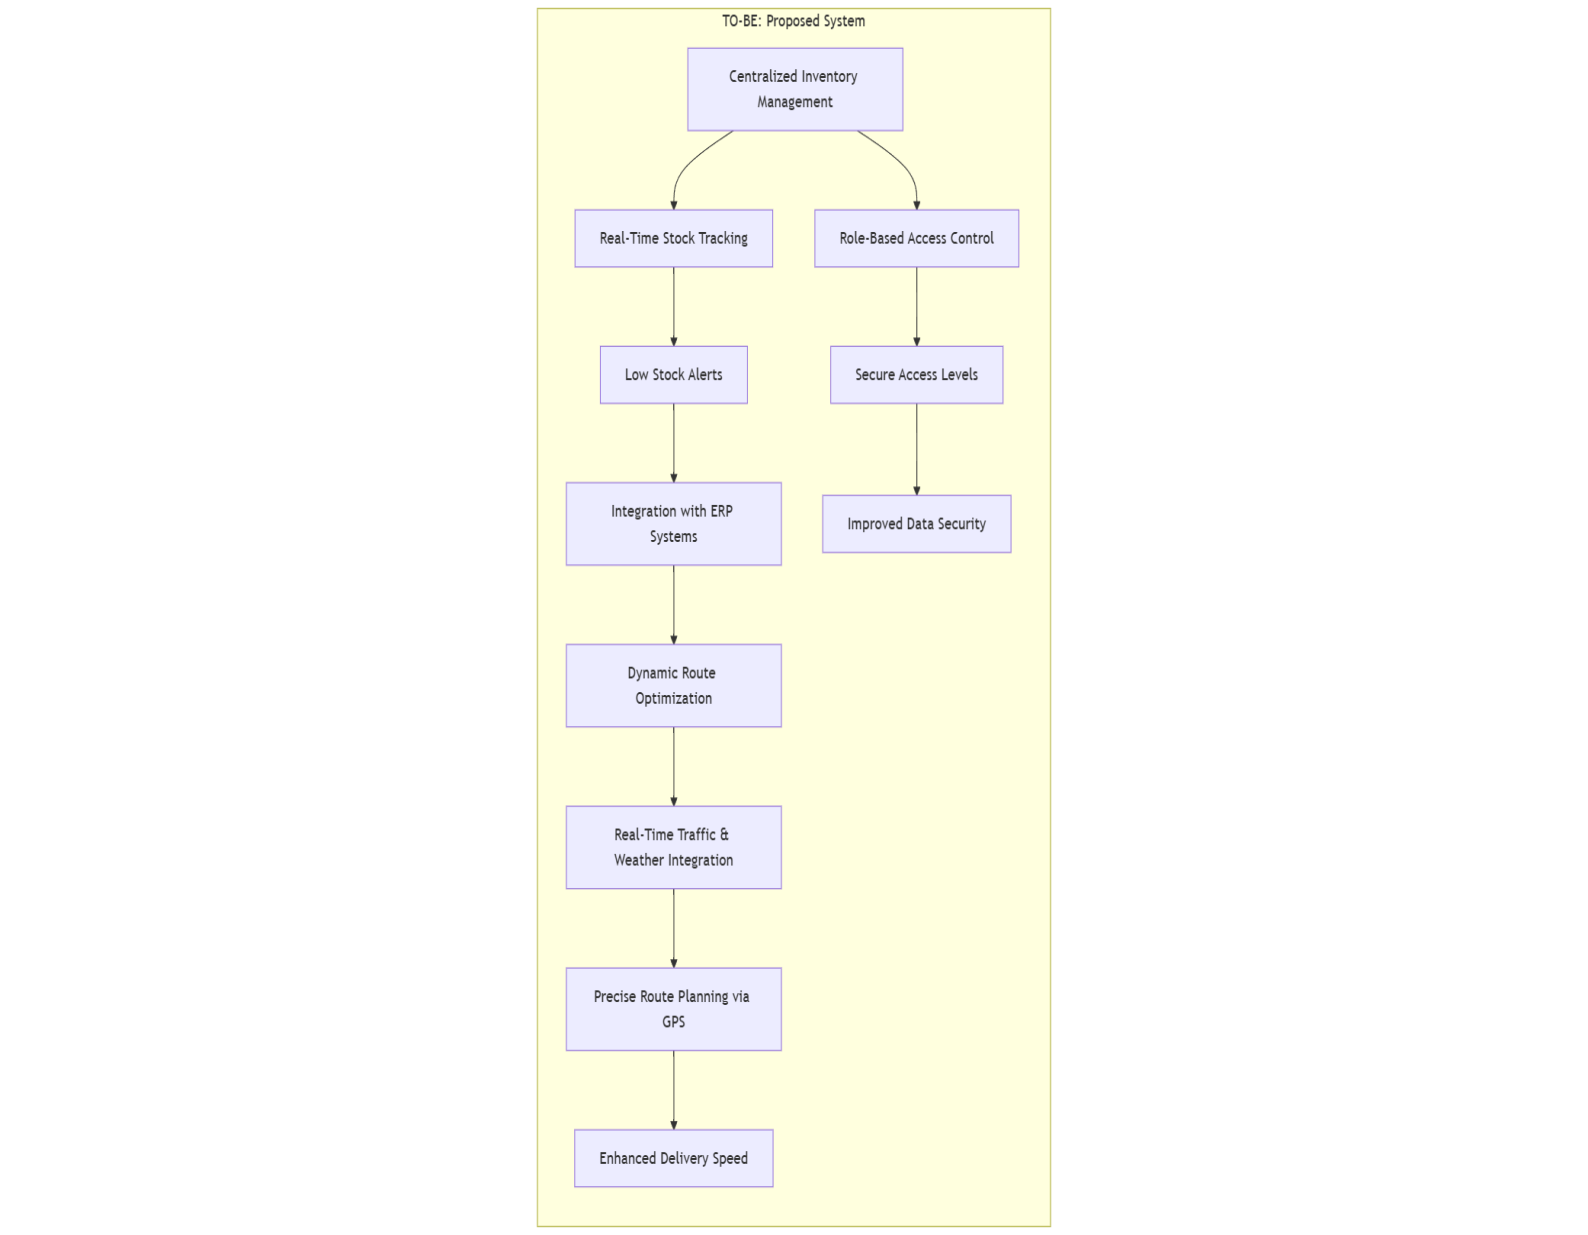 TO-BE: Proposed System
Centralized Inventory
Management
Real-Time Stock Tracking
Role-Based Access Control
Low Stock Alerts
Secure Access Levels
Integration with ERP
Systems
Improved Data Security
Dynamic Route
Optimization
Real-Time Traffic &
Weather Integration
Precise Route Planning via
GPS
Enhanced Delivery Speed